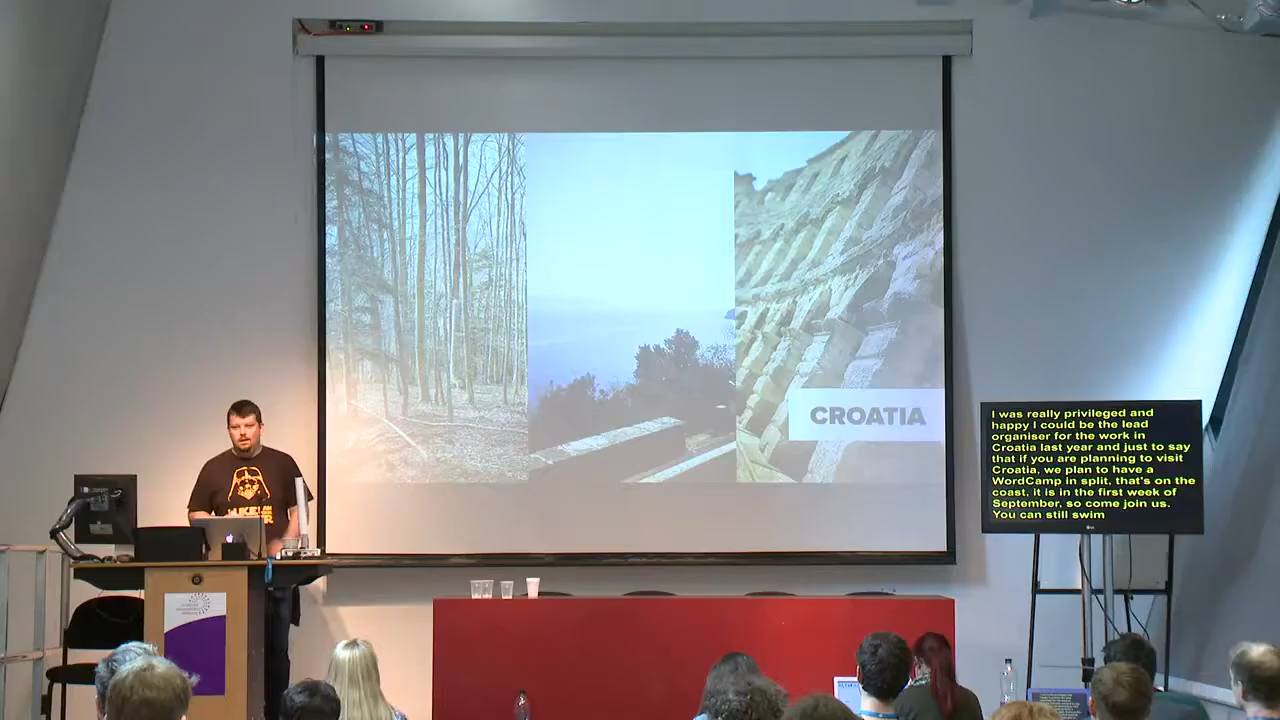 CROATIA
I was really privileged and
happy I could be the lead
organiser for the work in
Croatia last year and just to say
that if you are planning to visit
Croatia, we plan to have a
WordCamp in split, that's on the
coast, it is in the first week of
September, so come join us.
You can still swim